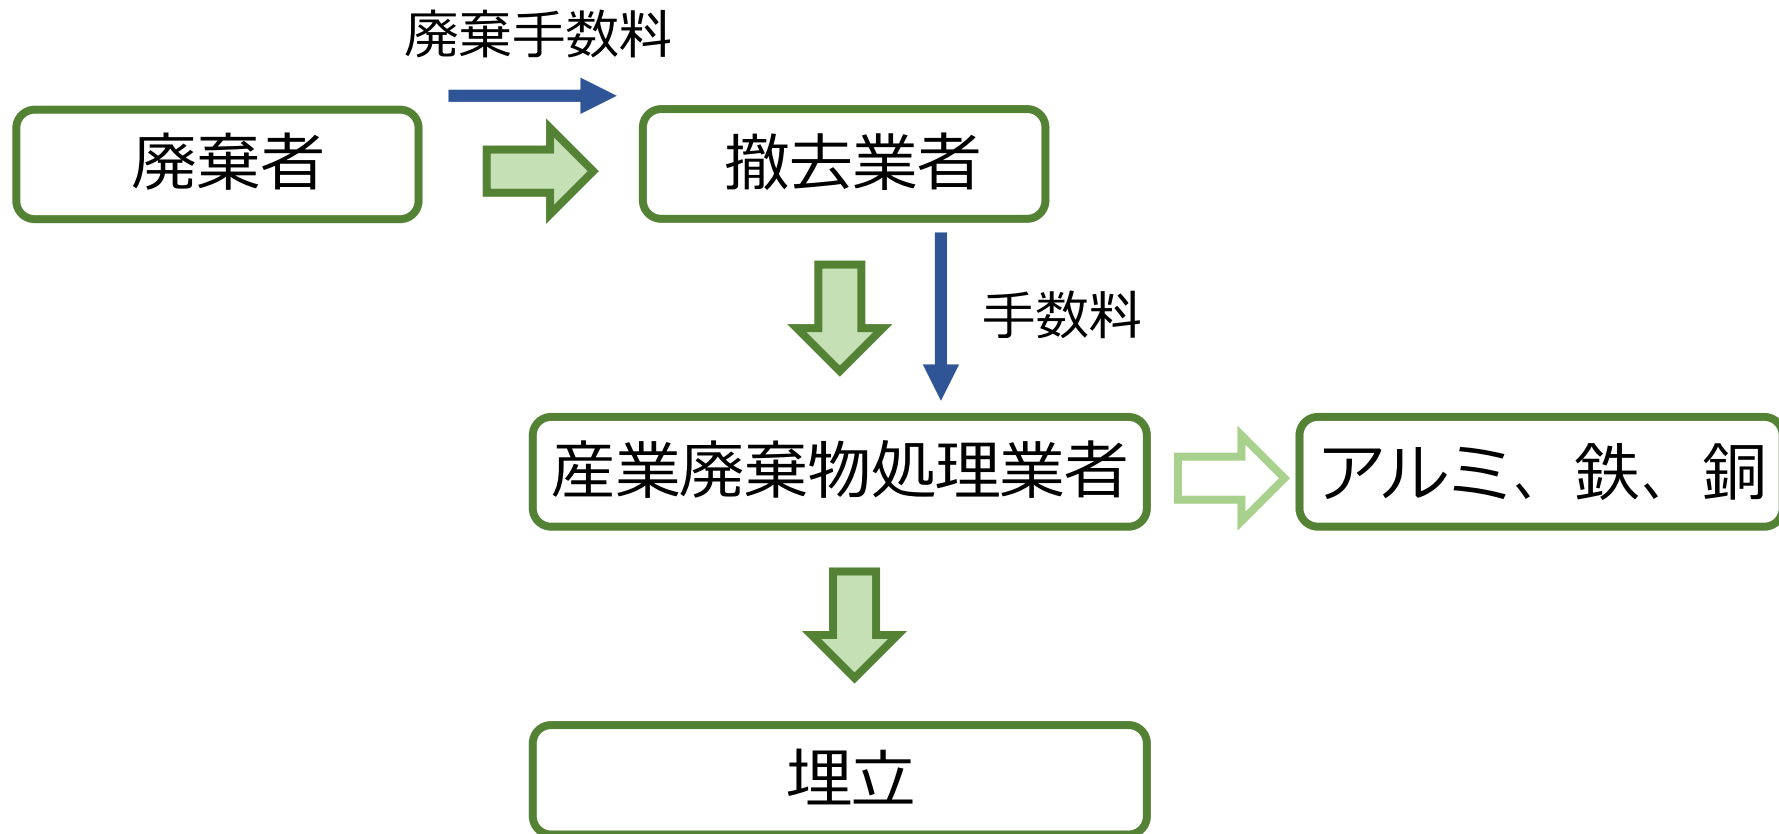 廃棄手数料
廃棄者
撤去業者
手数料
産業廃棄物処理業者
アルミ、鉄、銅
埋立